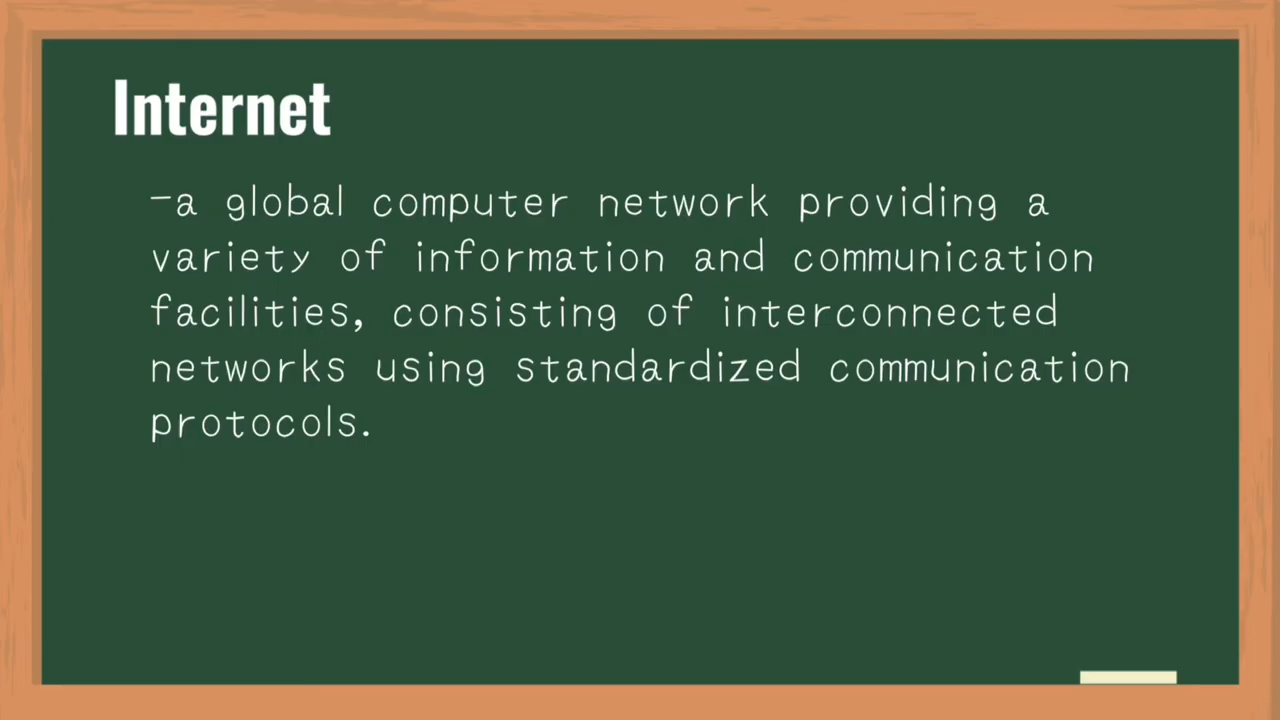 Internet
-a global computer network providing a
variety of information and communication
facilities, consisting of interconnected
networks using standardized communication
protocols.